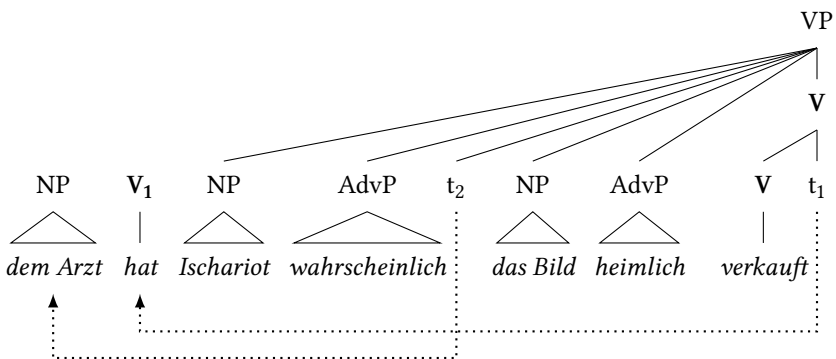 VP
V
NP V₁ NP AdvP t₂ NP AdvP V t₁
dem Arzt hat Ischariot wahrscheinlich das Bild heimlich verkauft